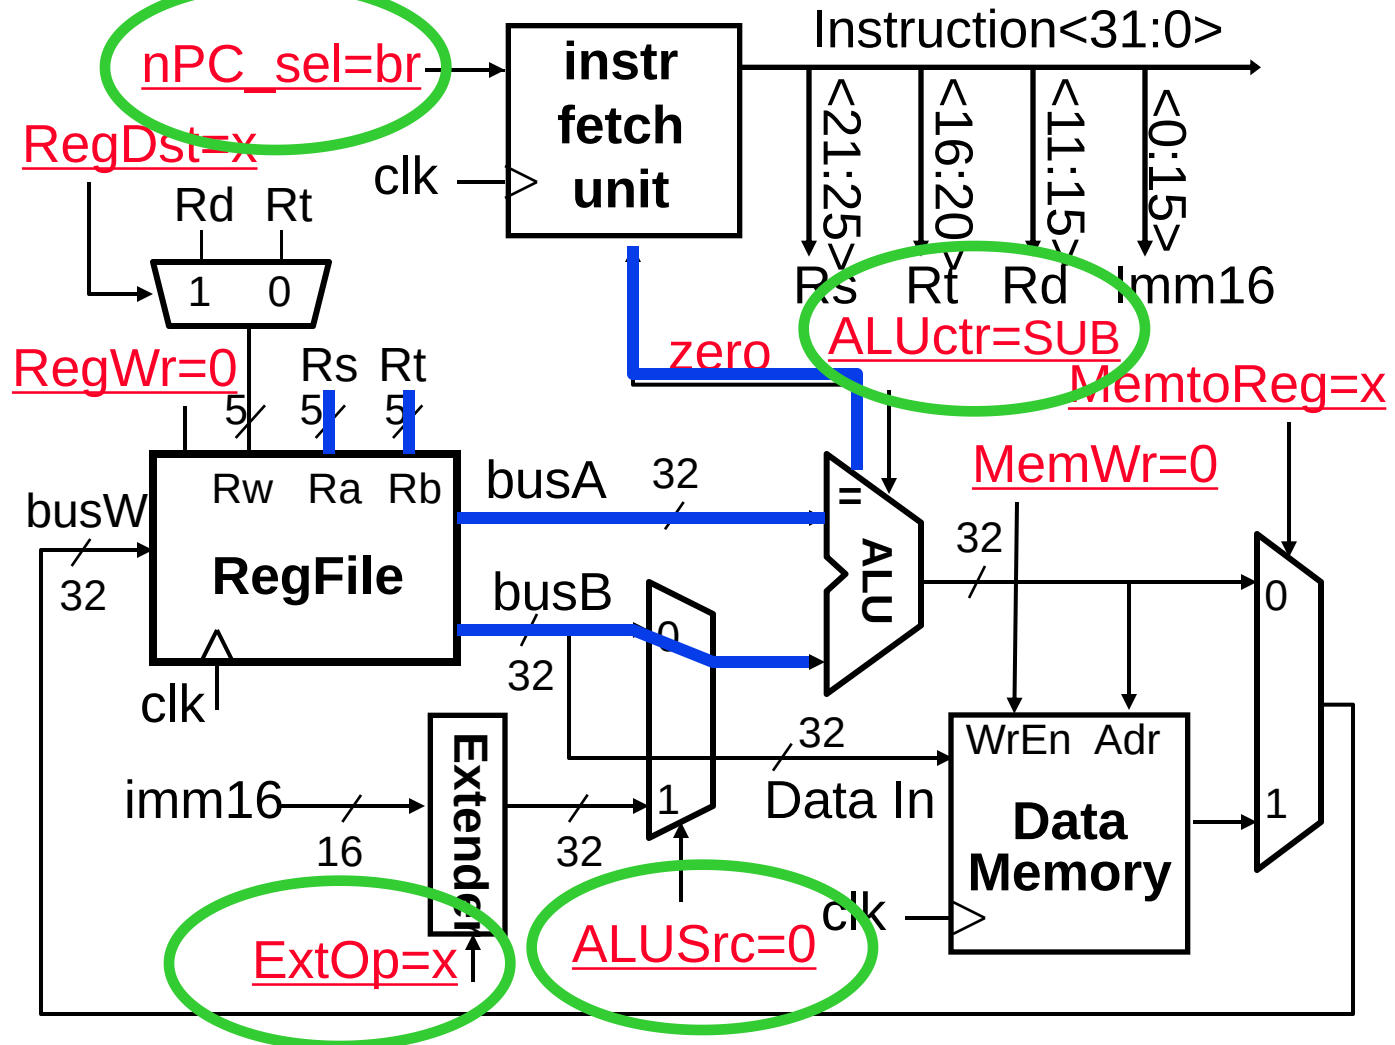 Instruction<31:0>
nPC_sel=br
instr
fetch
unit
<21:25>
<16:20>
<11:15>
<0:15>
RegDst=x
clk
Rd Rt
1 0
Rs Rt Rd Imm16
ALUctr=SUB
zero
RegWr=0
Rs Rt
MemtoReg=x
5 5 5
MemWr=0
busA 32
Rw Ra Rb
busW
=
32
RegFile
ALU
32
busB
0
0
32
clk
WrEn Adr
32
Extender
imm16
1
Data In
1
16
32
Data
Memory
clk
ExtOp=x
ALUSrc=0